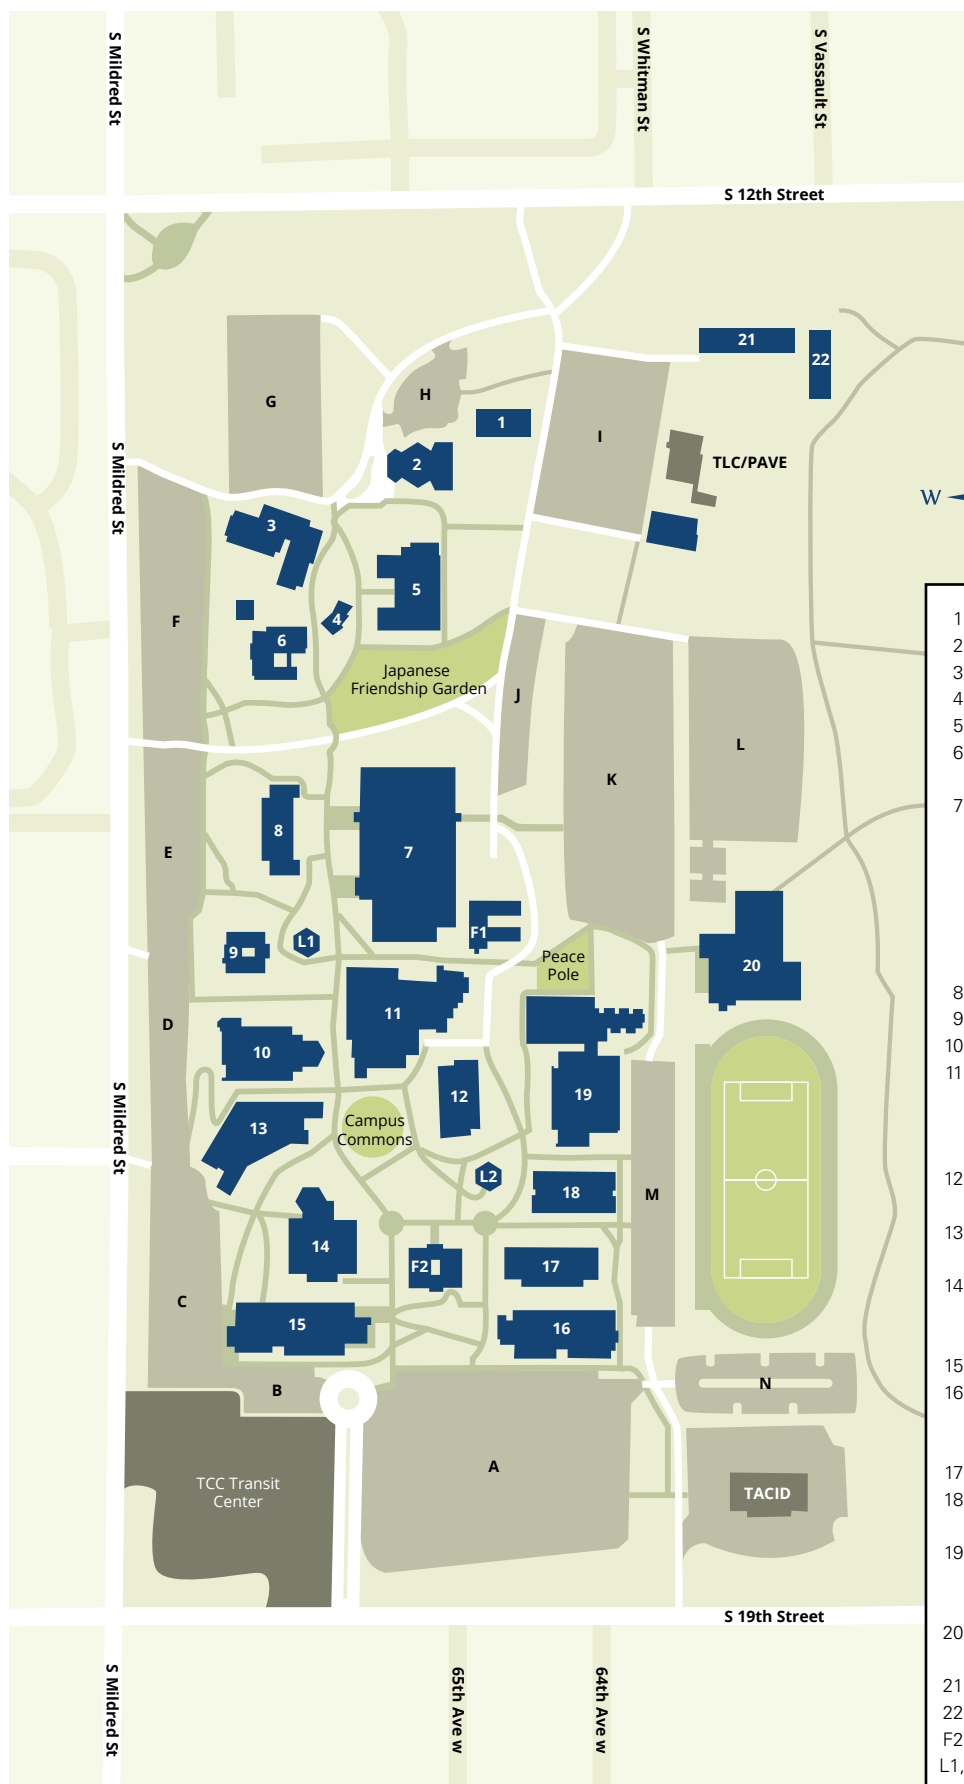 S Mildred St
S Whitman St
S Vassault St
S 12th Street
21
22
G
H
1
I
2
TLC/PAVE
S Mildred St
W
3
5
4
F
6
Japanese
Friendship Garden
J
L
K
8
7
E
F1
L1
9
Peace
Pole
20
11
D
10
12
19
S Mildred St
13
Campus
Commons
L2
18
M
14
F2
17
C
15
16
B
N
A
TCC Transit
Center
TACID
S 19th Street
S Mildred St
65th Ave W
64th Ave W
1
2
3
4
5
6
7
8
9
10
11
12
13
14
15
16
17
18
19
20
21
22
F2
L1,